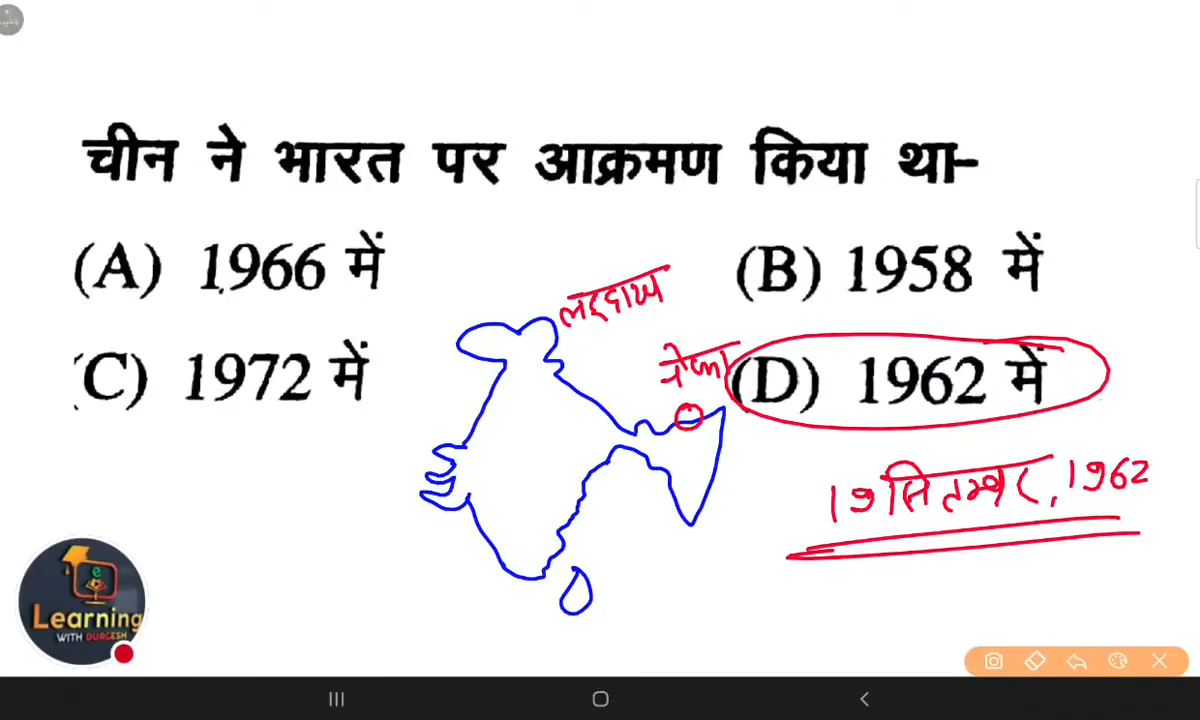 चीन ने भारत पर आक्रमण किया था-
(A) 1966 में
(B) 1958 में
लद्दाख
नेफा
C) 1972 में
(D) 1962 में
19 सितम्बर, 1962
e
Learning
WITH DURGESH